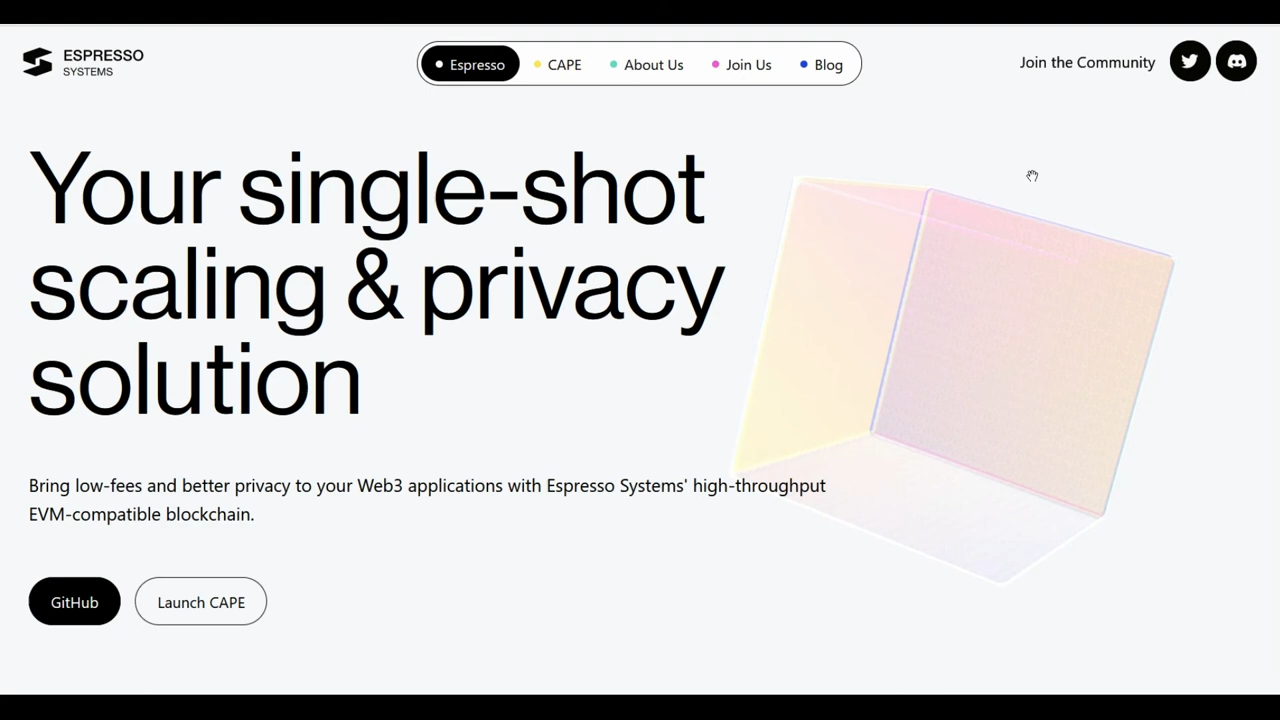 ESPRESSO
SYSTEMS
Espresso
CAPE
About Us
Join Us
Blog
Join the Community
Your single-shot
scaling & privacy
solution
Bring low-fees and better privacy to your Web3 applications with Espresso Systems' high-throughput
EVM-compatible blockchain.
GitHub
Launch CAPE